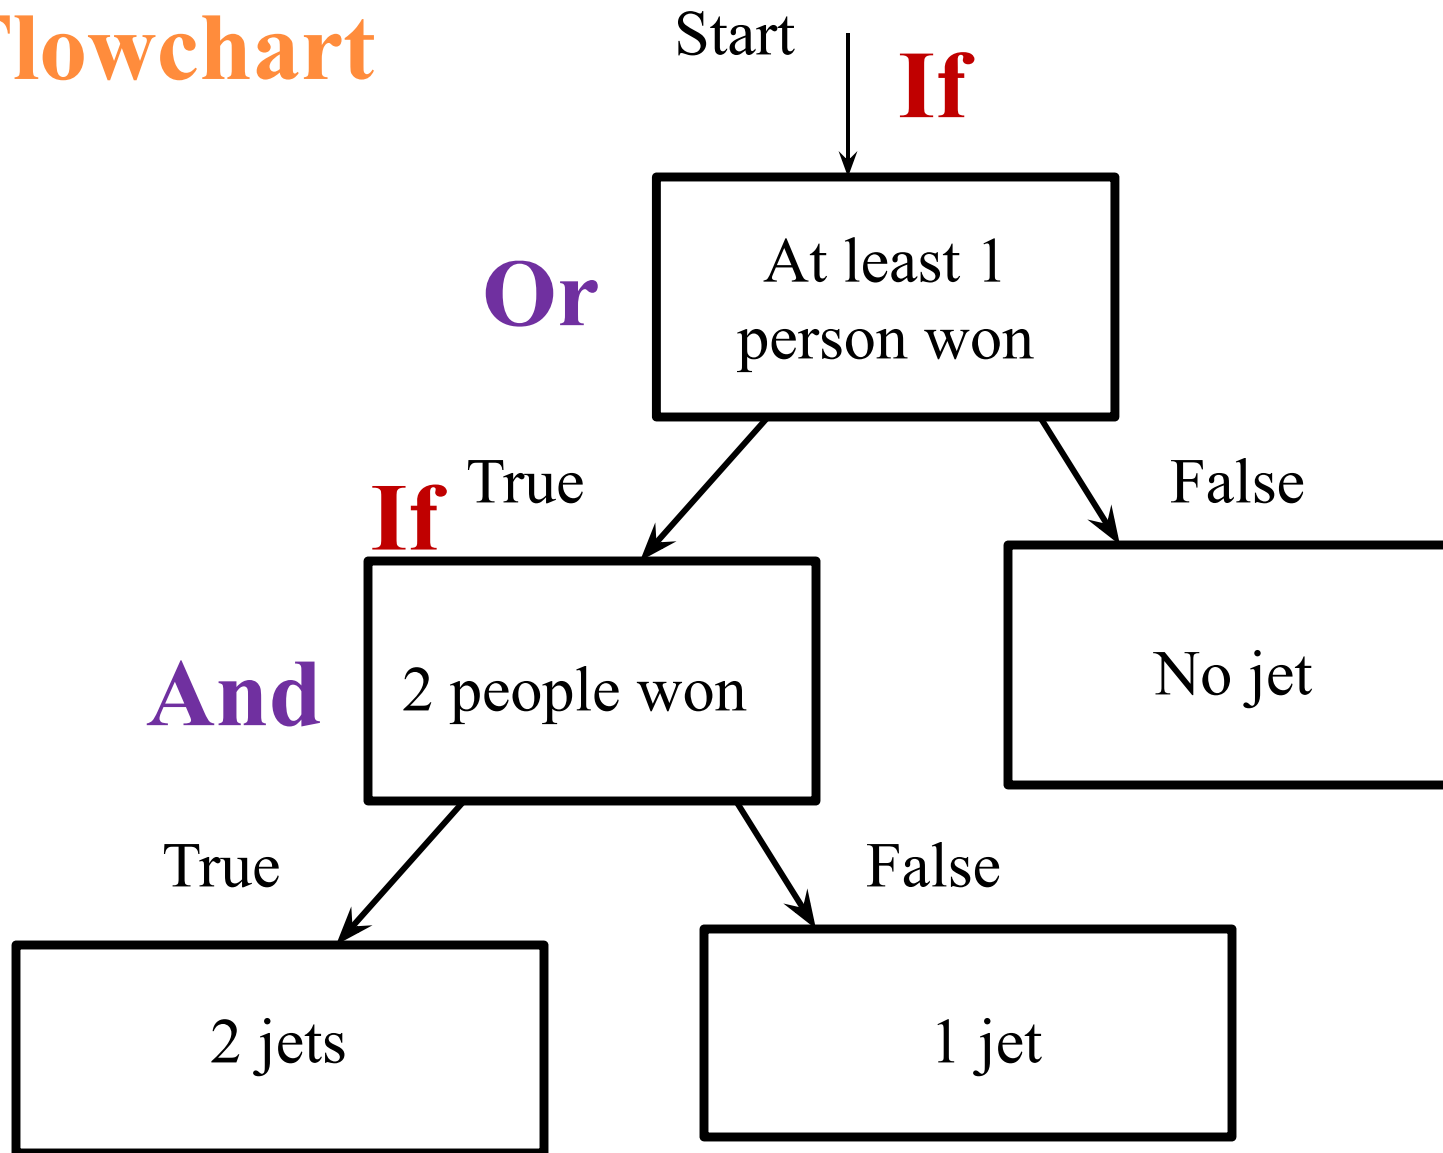 Flowchart
Start
If
Or
At least 1
person won
If
True
False
And
2 people won
No jet
True
False
2 jets
1 jet